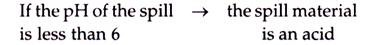 If the pH of the spill → the spill material
is less than 6 is an acid